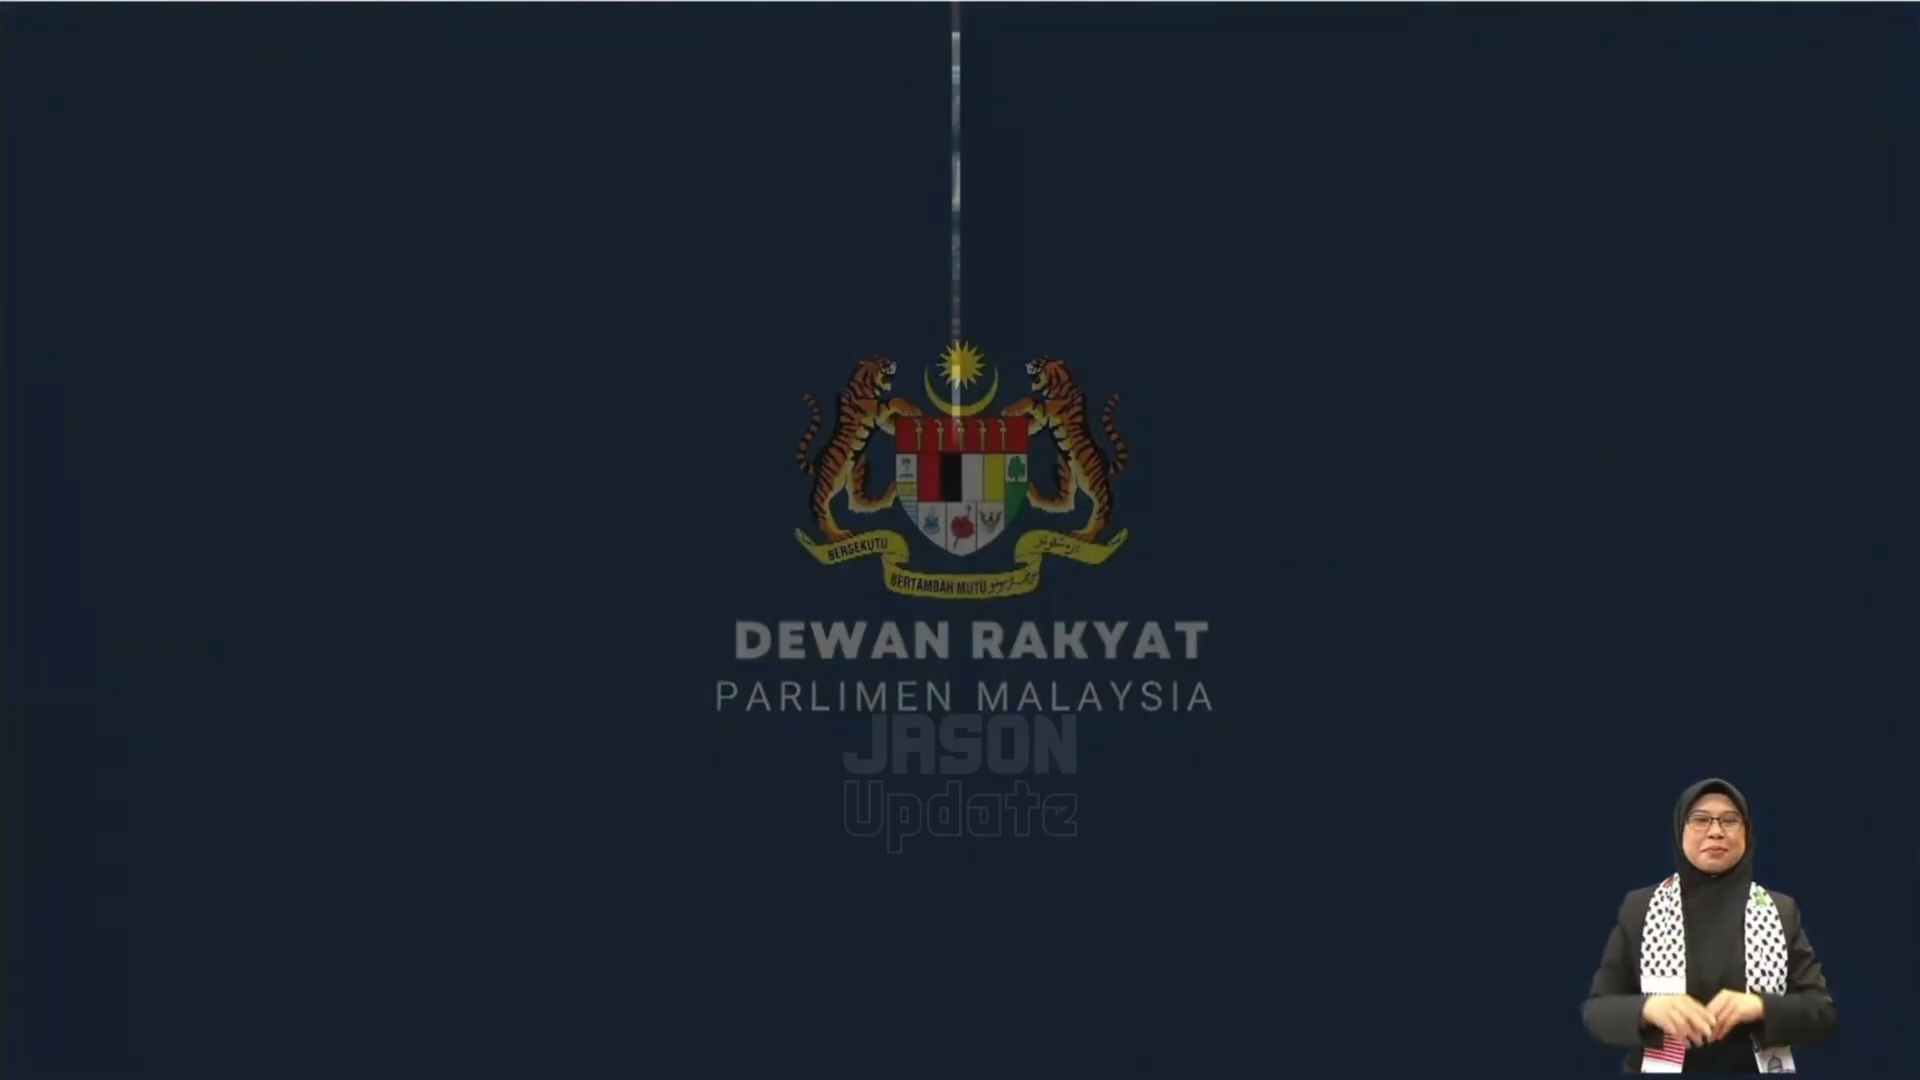 BERSEKUTU
BERTAMBAH MUTU
DEWAN RAKYAT
PARLIMEN MALAYSIA
JASON
Update